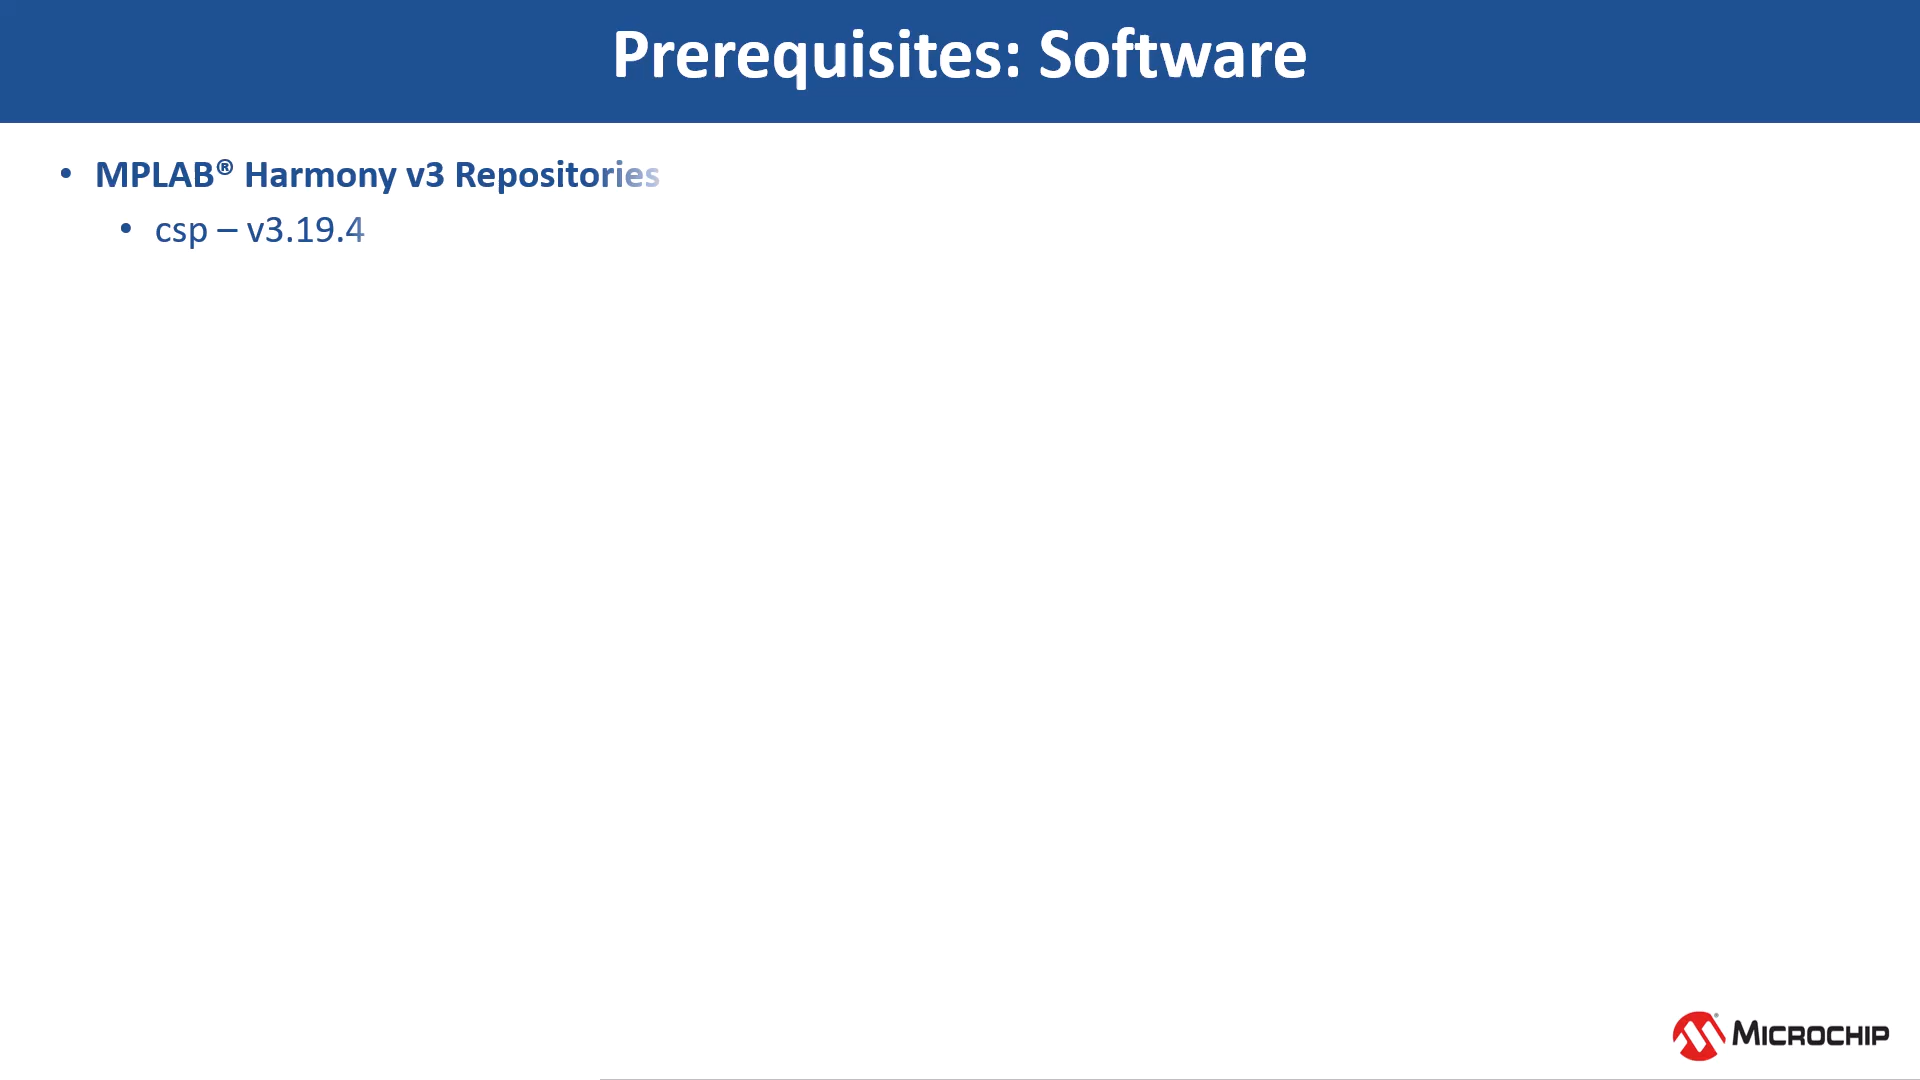 Prerequisites: Software
• MPLAB® Harmony v3 Repositories
• csp – v3.19.4
MICROCHIP